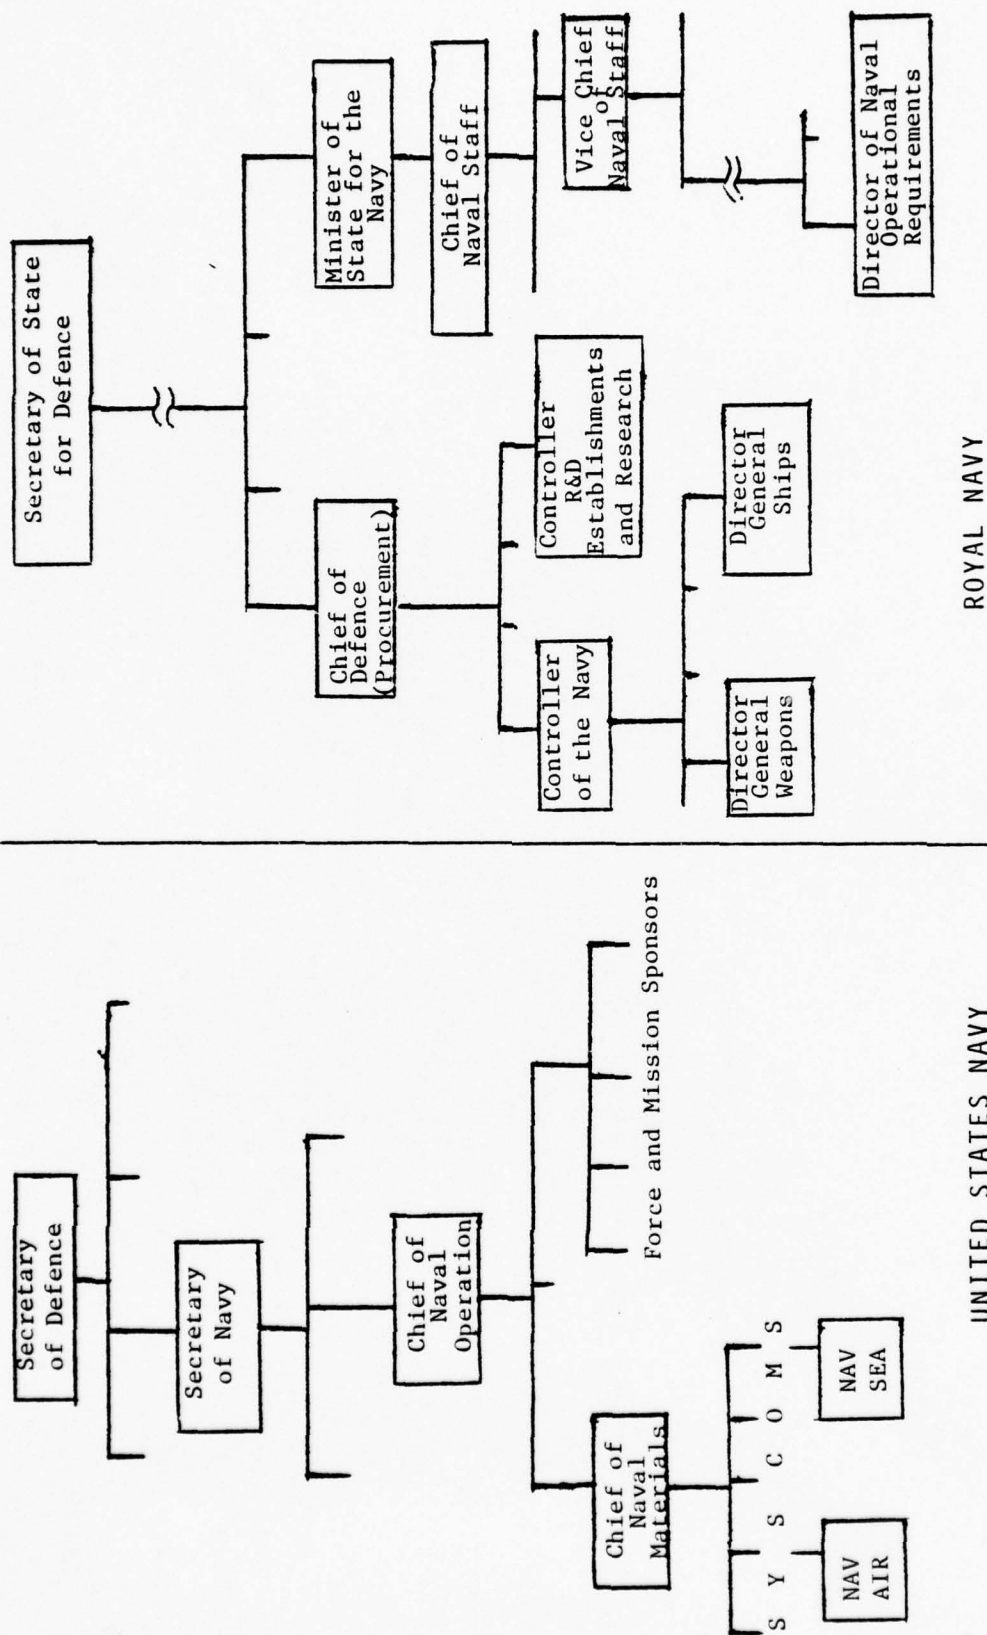 Secretary
of Defence
Secretary
of Navy
Chief of
Naval
Operation
Chief of
Naval
Materials
Force and Mission Sponsors
S Y S S C O M S
NAV
AIR
NAV
SEA
UNITED STATES NAVY
Secretary of State
for Defence
Chief of
Defence
(Procurement)
Minister of
State for the
Navy
Chief of
Naval Staff
Controller
of the Navy
Controller
R&D
Establishments
and Research
Vice Chief
of
Naval Staff
Director
General
Weapons
Director
General
Ships
Director of Naval
Operational
Requirements
ROYAL NAVY